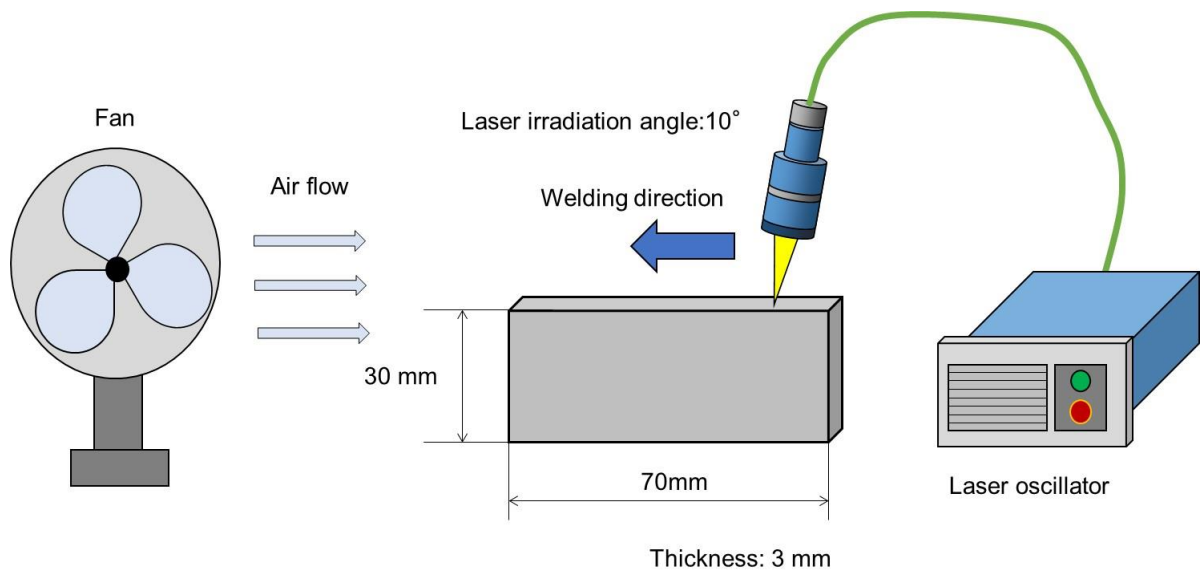 Fan
Air flow
Laser irradiation angle:10°
Welding direction
30 mm
70mm
Thickness: 3 mm
Laser oscillator